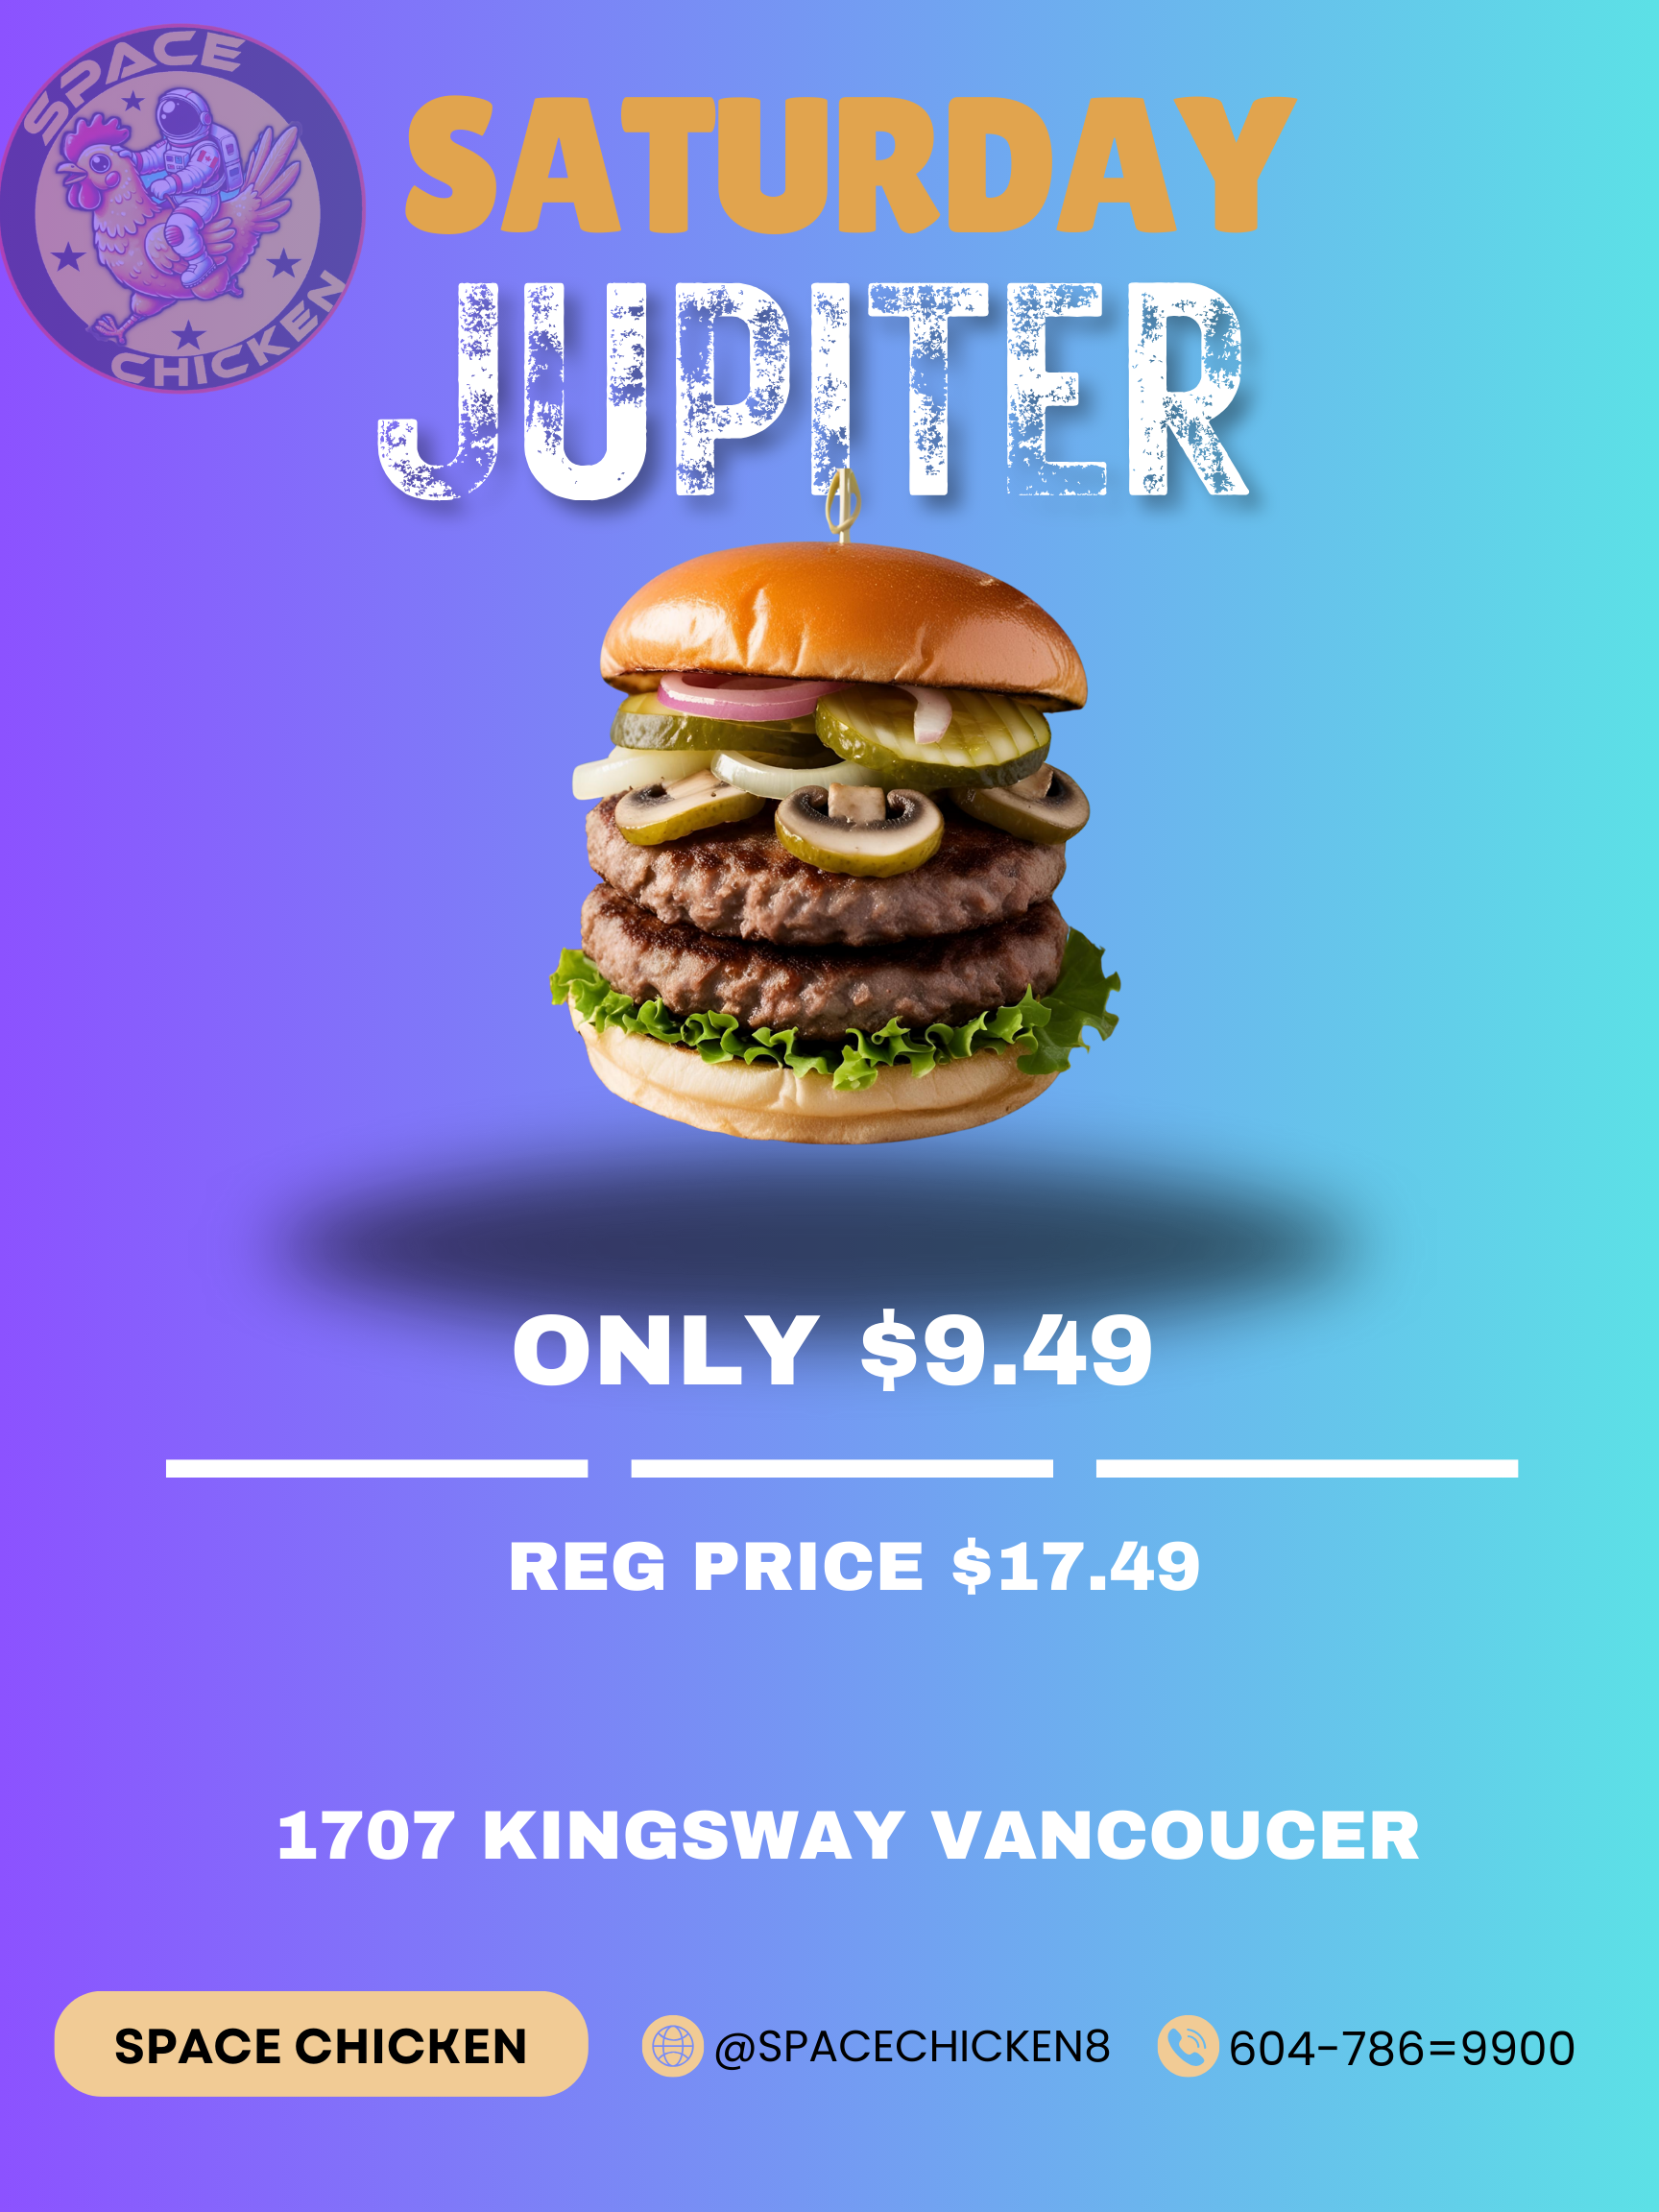 SPACE
CHICKEN
SATURDAY
JUPITER
ONLY $9.49
REG PRICE $17.49
1707 KINGSWAY VANCOUCER
SPACE CHICKEN
@SPACECHICKEN8
604-786=9900